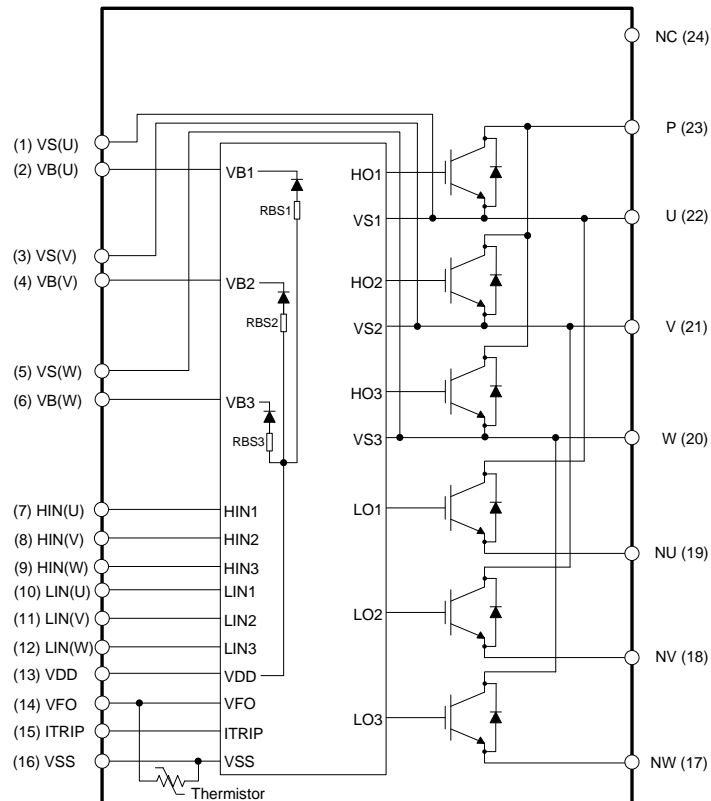 NC (24)
P (23)
(1) VS(U)
(2) VB(U)
VB1
HO1
RBS1
VS1
U (22)
(3) VS(V)
(4) VB(V)
VB2
HO2
RBS2
VS2
V (21)
(5) VS(W)
(6) VB(W)
VB3
HO3
RBS3
VS3
W (20)
(7) HIN(U)
HIN1
LO1
(8) HIN(V)
HIN2
(9) HIN(W)
HIN3
NU (19)
(10) LIN(U)
LIN1
(11) LIN(V)
LIN2
LO2
(12) LIN(W)
LIN3
NV (18)
(13) VDD
VDD
(14) VFO
VFO
LO3
(15) ITRIP
ITRIP
(16) VSS
VSS
NW (17)
Thermistor